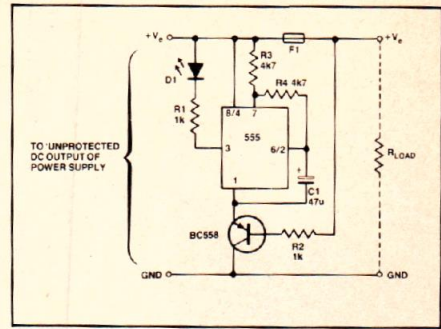 +Ve
F1
+Ve
R3
4k7
D1
R4 4k7
R1
1k
8/4
7
555
3
6/2
1
TO UNPROTECTED
DC OUTPUT OF
POWER SUPPLY
+
C1
47u
RLOAD
BC558
R2
1k
GND
GND